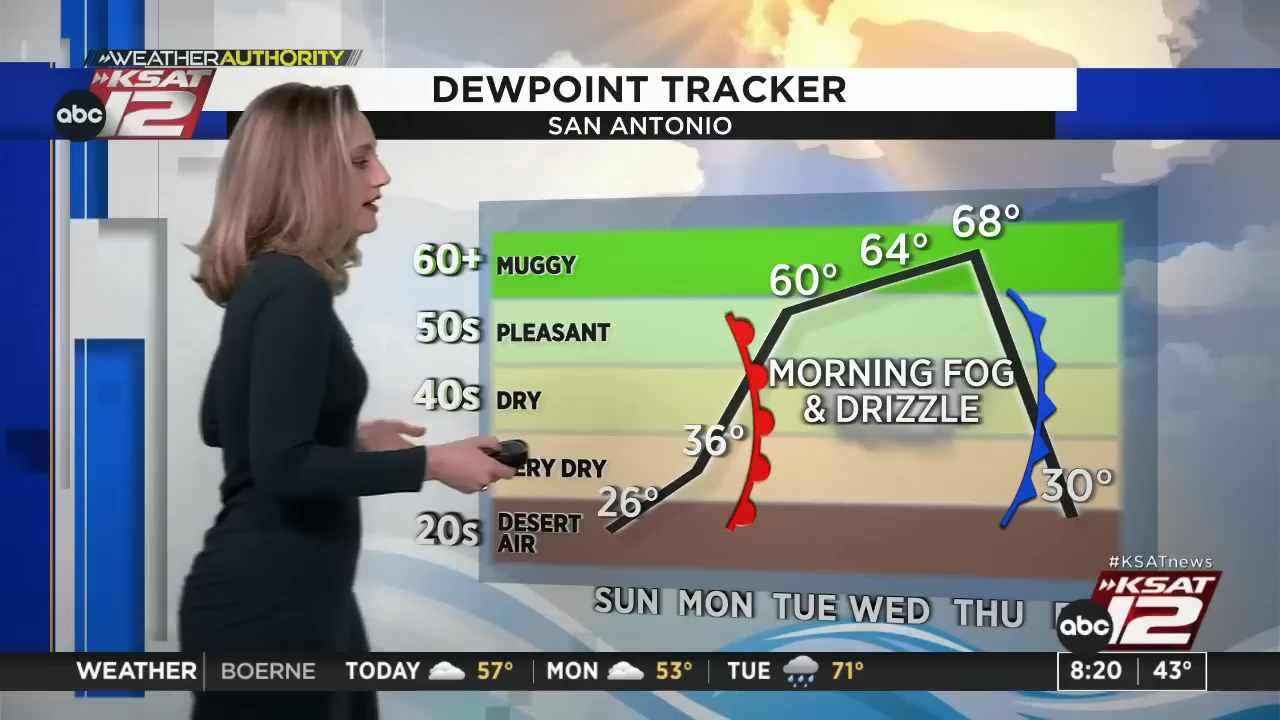 WEATHERAUTHORITY
KSAT
abc 12
DEWPOINT TRACKER
SAN ANTONIO
60+ MUGGY
50s PLEASANT
40s DRY
ERY DRY
20s DESERT
AIR
26°
36°
60°
64°
68°
30°
MORNING FOG
& DRIZZLE
SUN MON TUE WED THU
#KSATnews
KSAT
abc 12
WEATHER BOERNE TODAY 57° MON 53° TUE 71° 8:20 43°